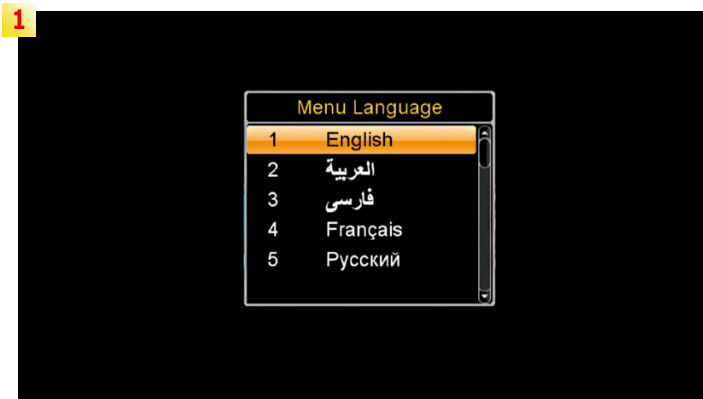 1
Menu Language
1 English
2 العربية
3 فارسی
4 Français
5 Русский